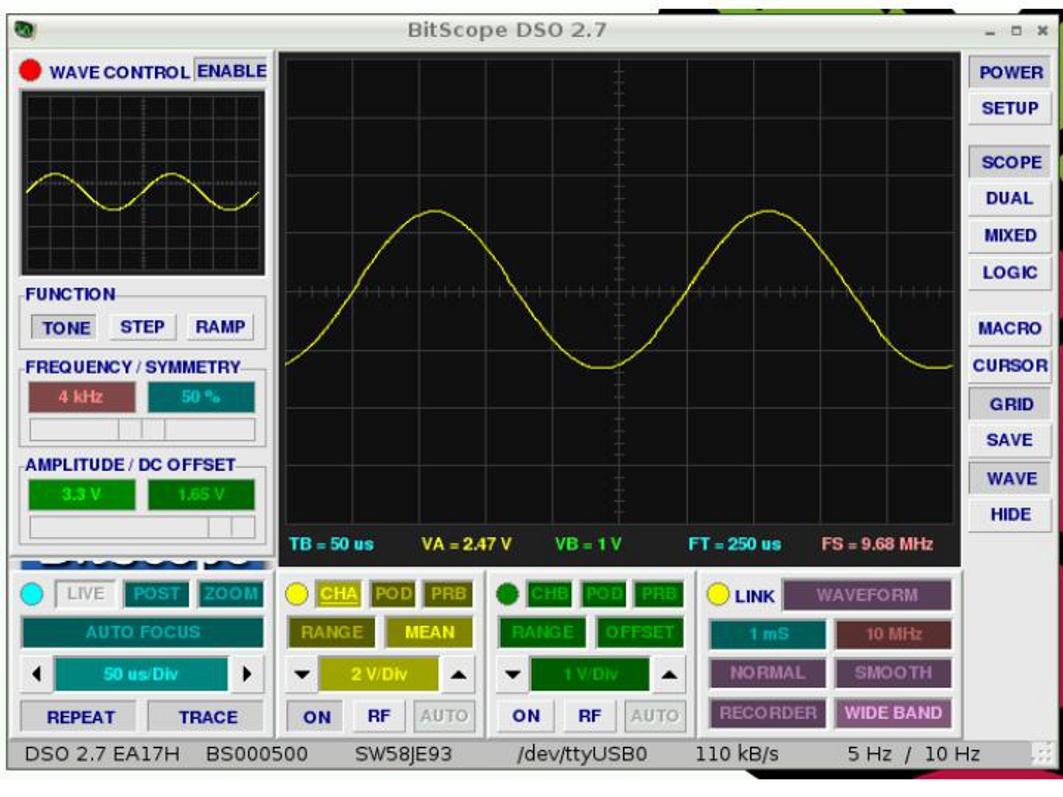 BitScope DSO 2.7
WAVE CONTROL ENABLE
FUNCTION
TONE STEP RAMP
FREQUENCY / SYMMETRY
4 kHz 50 %
AMPLITUDE / DC OFFSET
3.3 V 1.65 V
TB = 50 us VA = 2.47 V VB = 1 V FT = 250 us FS = 9.68 MHz
POWER
SETUP
SCOPE
DUAL
MIXED
LOGIC
MACRO
CURSOR
GRID
SAVE
WAVE
HIDE
BitScope
LIVE POST ZOOM
AUTO FOCUS
50 us/Div
REPEAT TRACE
CHA POD PRB
RANGE MEAN
2 V/Div
ON RF AUTO
CHB POD PRB
RANGE OFFSET
1 V/Div
ON RF AUTO
LINK WAVEFORM
1 mS 10 MHz
NORMAL SMOOTH
RECORDER WIDE BAND
DSO 2.7 EA17H BS000500 SW58JE93 /dev/ttyUSB0 110 kB/s 5 Hz / 10 Hz